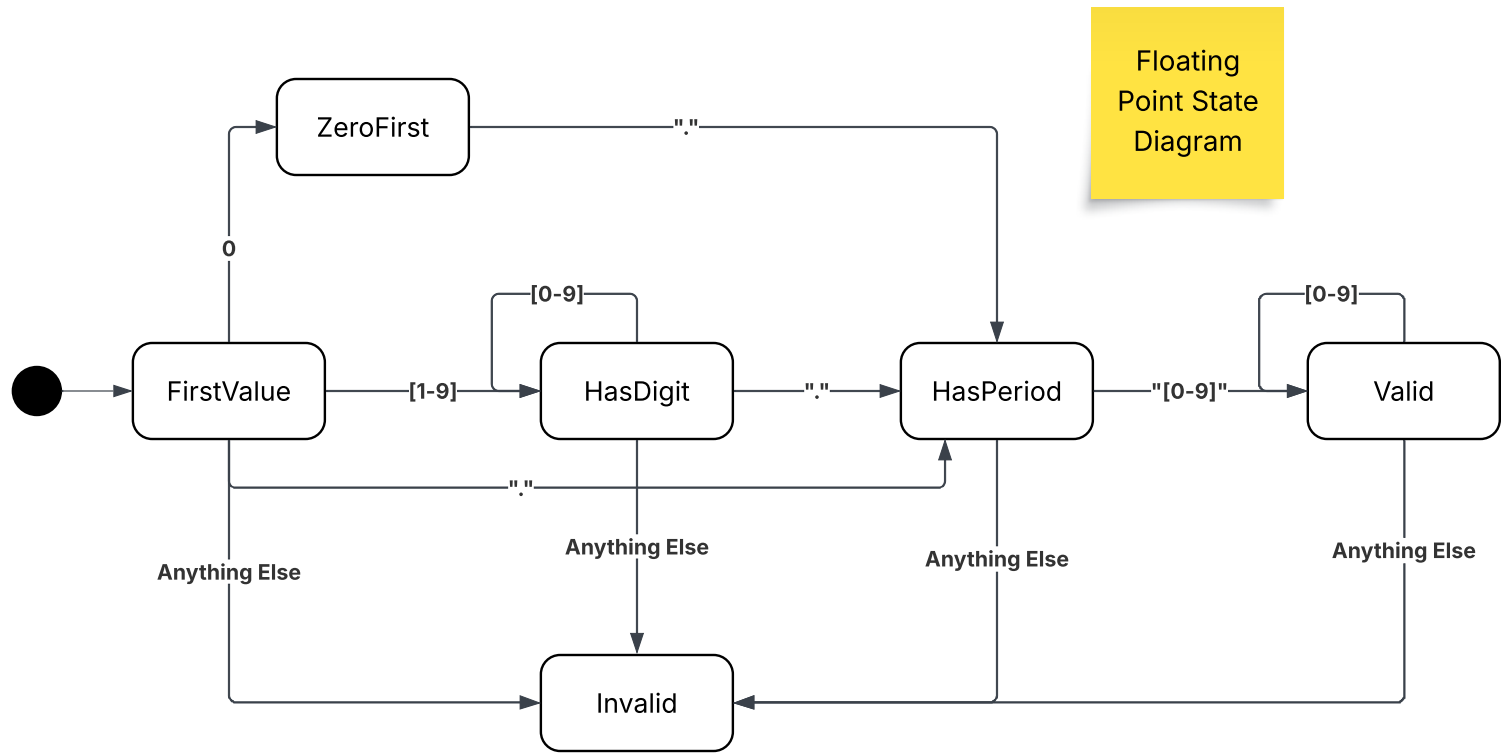 Floating
Point State
Diagram
ZeroFirst
"."
0
[0-9]
[0-9]
FirstValue
[1-9]
HasDigit
"."
HasPeriod
"[0-9]"
Valid
"."
Anything Else
Anything Else
Anything Else
Anything Else
Invalid